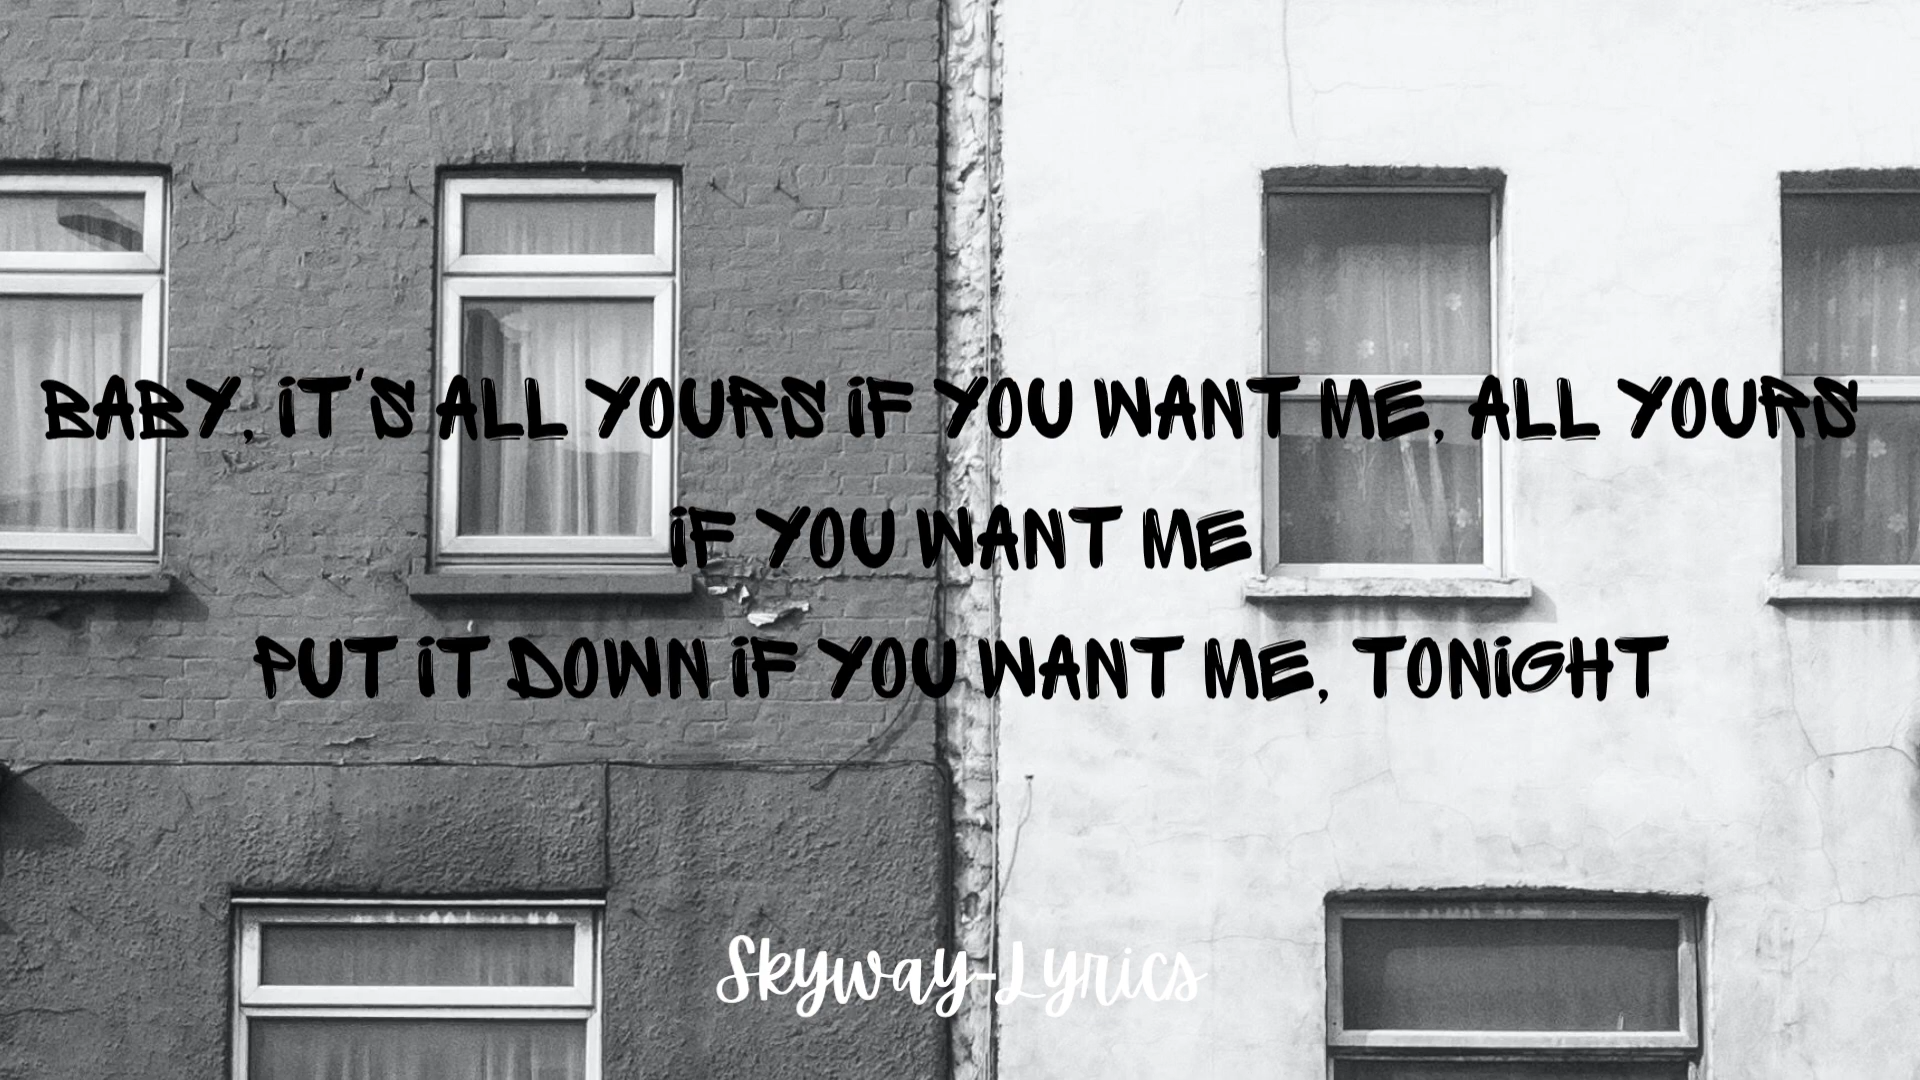 BABY, IT'S ALL YOURS IF YOU WANT ME, ALL YOURS
IF YOU WANT ME
PUT IT DOWN IF YOU WANT ME, TONIGHT
Skyway-Lyrics